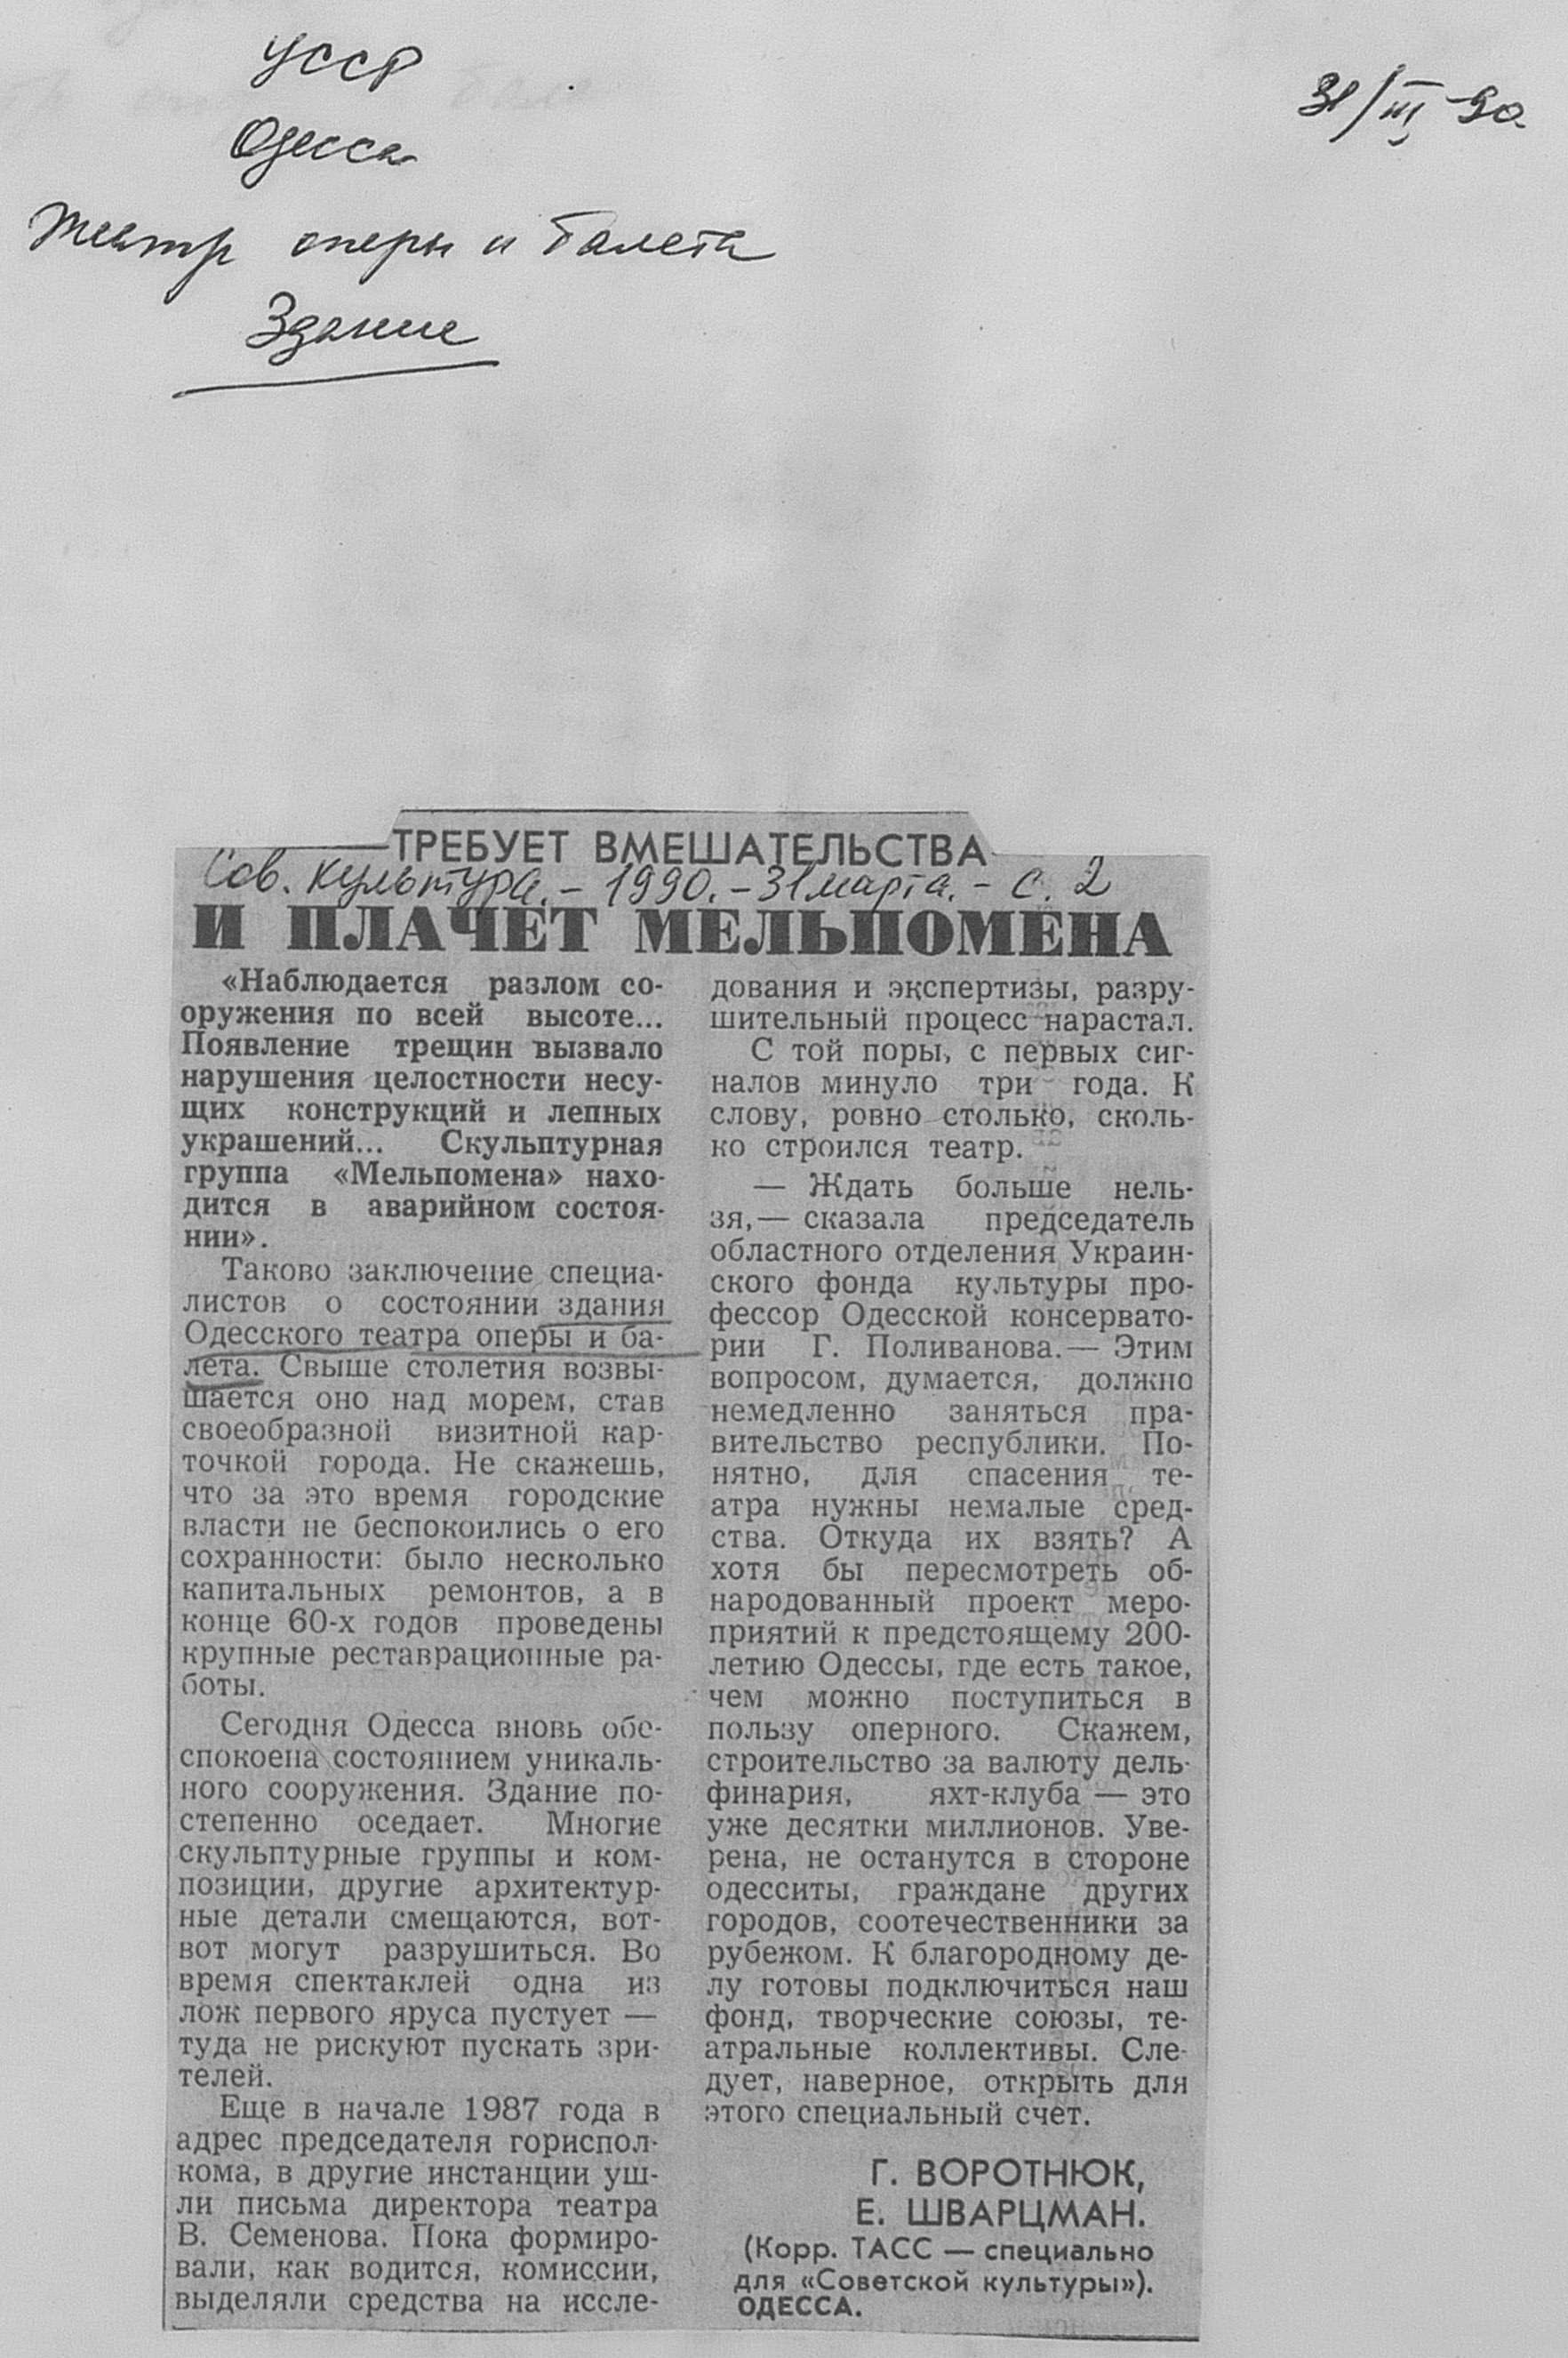 УССР
Одесса
Театр оперы и балета
Здание
31/III-90
ТРЕБУЕТ ВМЕШАТЕЛЬСТВА
Сов. культура. - 1990. - 31 марта. - с. 2
И ПЛАЧЕТ МЕЛЬПОМЕНА
«Наблюдается разлом со-
оружения по всей высоте...
Появление трещин вызвало
нарушения целостности несу-
щих конструкций и лепных
украшений... Скульптурная
группа «Мельпомена» нахо-
дится в аварийном состоя-
нии».
Таково заключение специа-
листов о состоянии здания
Одесского театра оперы и ба-
лета. Свыше столетия возвы-
шается оно над морем, став
своеобразной визитной кар-
точкой города. Не скажешь,
что за это время городские
власти не беспокоились о его
сохранности: было несколько
капитальных ремонтов, а в
конце 60-х годов проведены
крупные реставрационные ра-
боты.
Сегодня Одесса вновь обе-
спокоена состоянием уникаль-
ного сооружения. Здание по-
степенно оседает. Многие
скульптурные группы и ком-
позиции, другие архитектур-
ные детали смещаются, вот-
вот могут разрушиться. Во
время спектаклей одна из
лож первого яруса пустует —
туда не рискуют пускать зри-
телей.
Еще в начале 1987 года в
адрес председателя горисполко-
кома, в другие инстанции уш-
ли письма директора театра
В. Семенова. Пока формиро-
вали, как водится, комиссии,
выделяли средства на иссле-
дования и экспертизы, разру-
шительный процесс нарастал.
С той поры, с первых сиг-
налов минуло три года. К
слову, ровно столько, сколь-
ко строился театр.
— Ждать больше нель-
зя,— сказала председатель
областного отделения Украин-
ского фонда культуры про-
фессор Одесской консервато-
рии Г. Поливанова.— Этим
вопросом, думается, должно
немедленно заняться пра-
вительство республики. По-
нятно, для спасения те-
атра нужны немалые сред-
ства. Откуда их взять? А
хотя бы пересмотреть об-
народованный проект меро-
приятий к предстоящему 200-
летию Одессы, где есть такое,
чем можно поступиться в
пользу оперного. Скажем,
строительство за валюту дель-
финария, яхт-клуба — это
уже десятки миллионов. Уве-
рена, не останутся в стороне
одесситы, граждане других
городов, соотечественники за
рубежом. К благородному де-
лу готовы подключиться наш
фонд, творческие союзы, те-
атральные коллективы. Сле-
дует, наверное, открыть для
этого специальный счет.
Г. ВОРОТНЮК,
Е. ШВАРЦМАН.
(Корр. ТАСС — специально
для «Советской культуры»).
ОДЕССА.